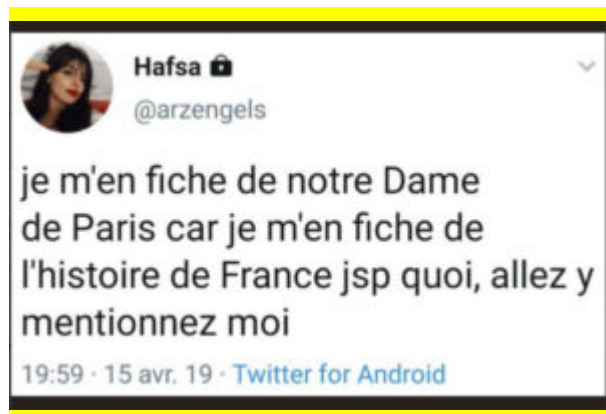 Hafsa
@arzengels
je m'en fiche de notre Dame
de Paris car je m'en fiche de
l'histoire de France jsp quoi, allez y
mentionnez moi
19:59 · 15 avr. 19 · Twitter for Android